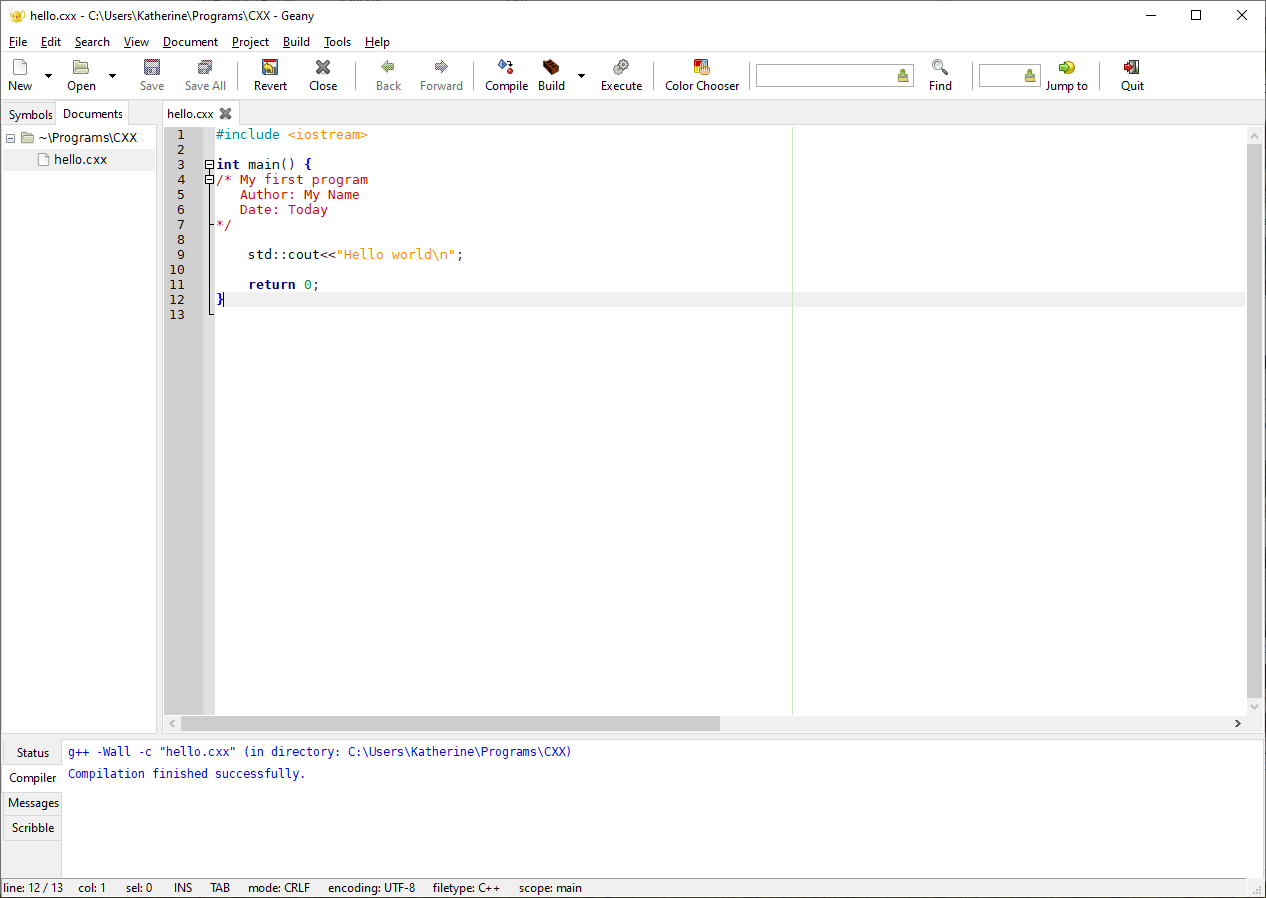 hello.cxx - C:\Users\Katherine\Programs\CXX - Geany
File Edit Search View Document Project Build Tools Help
New Open Save Save All Revert Close Back Forward Compile Build Execute Color Chooser Find Jump to Quit
Symbols Documents hello.cxx
~\Programs\CXX
hello.cxx
1 #include <iostream>
2
3 int main() {
4 /* My first program
5    Author: My Name
6    Date: Today
7 */
8
9     std::cout<<"Hello world\n";
10
11     return 0;
12 }
13
Status
Compiler
Messages
Scribble
g++ -Wall -c "hello.cxx" (in directory: C:\Users\Katherine\Programs\CXX)
Compilation finished successfully.
line: 12 / 13 col: 1 sel: 0 INS TAB mode: CRLF encoding: UTF-8 filetype: C++ scope: main